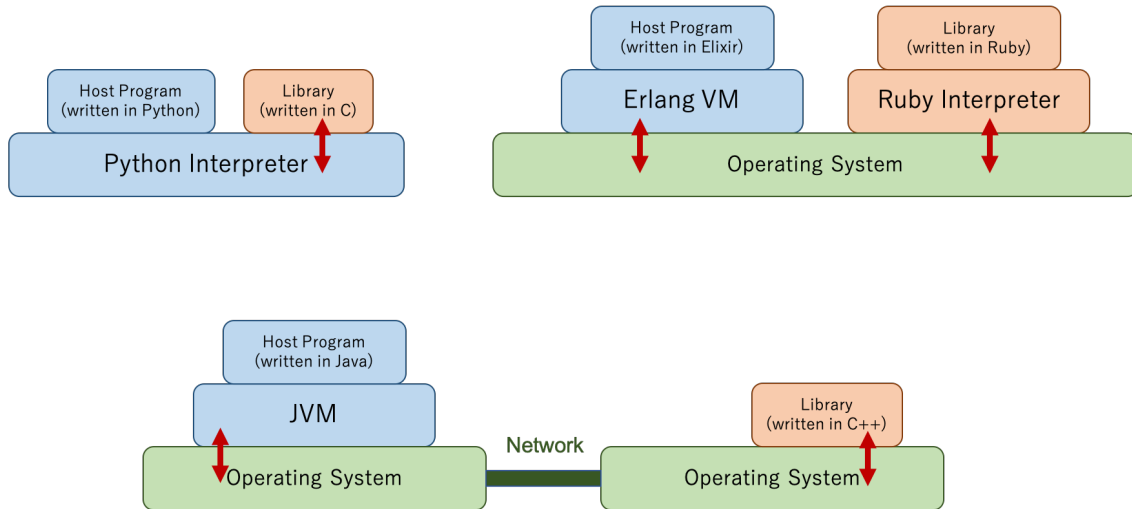 Host Program
(written in Python)
Library
(written in C)
Python Interpreter
Host Program
(written in Elixir)
Library
(written in Ruby)
Erlang VM
Ruby Interpreter
Operating System
Host Program
(written in Java)
JVM
Operating System
Network
Library
(written in C++)
Operating System